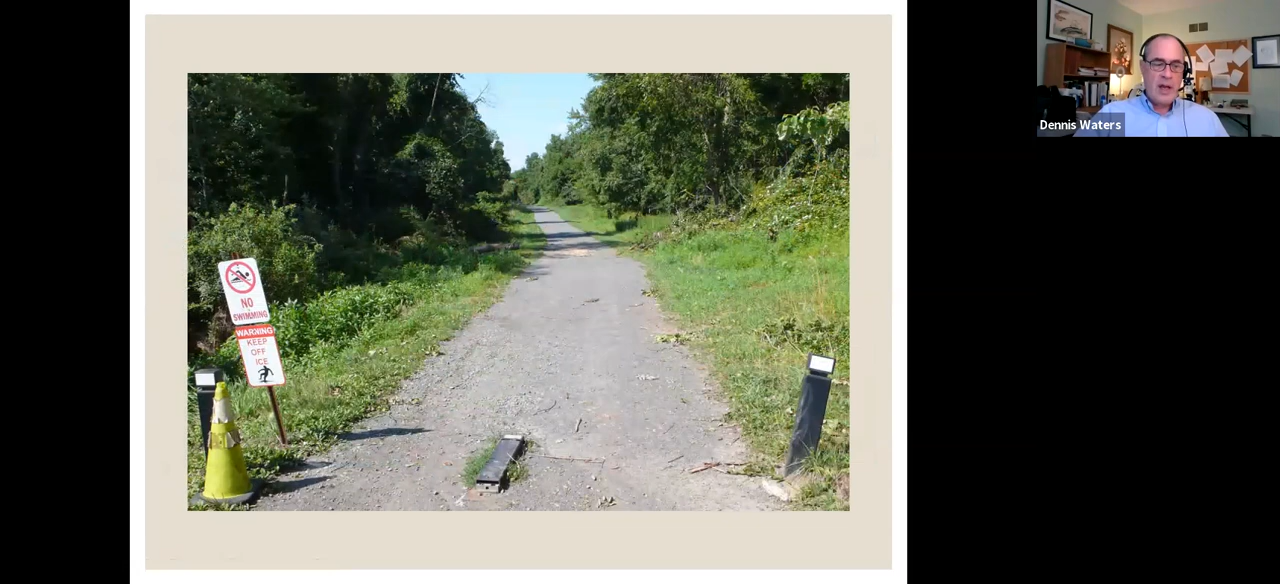 NO
SWIMMING
WARNING
KEEP
OFF
ICE
Dennis Waters